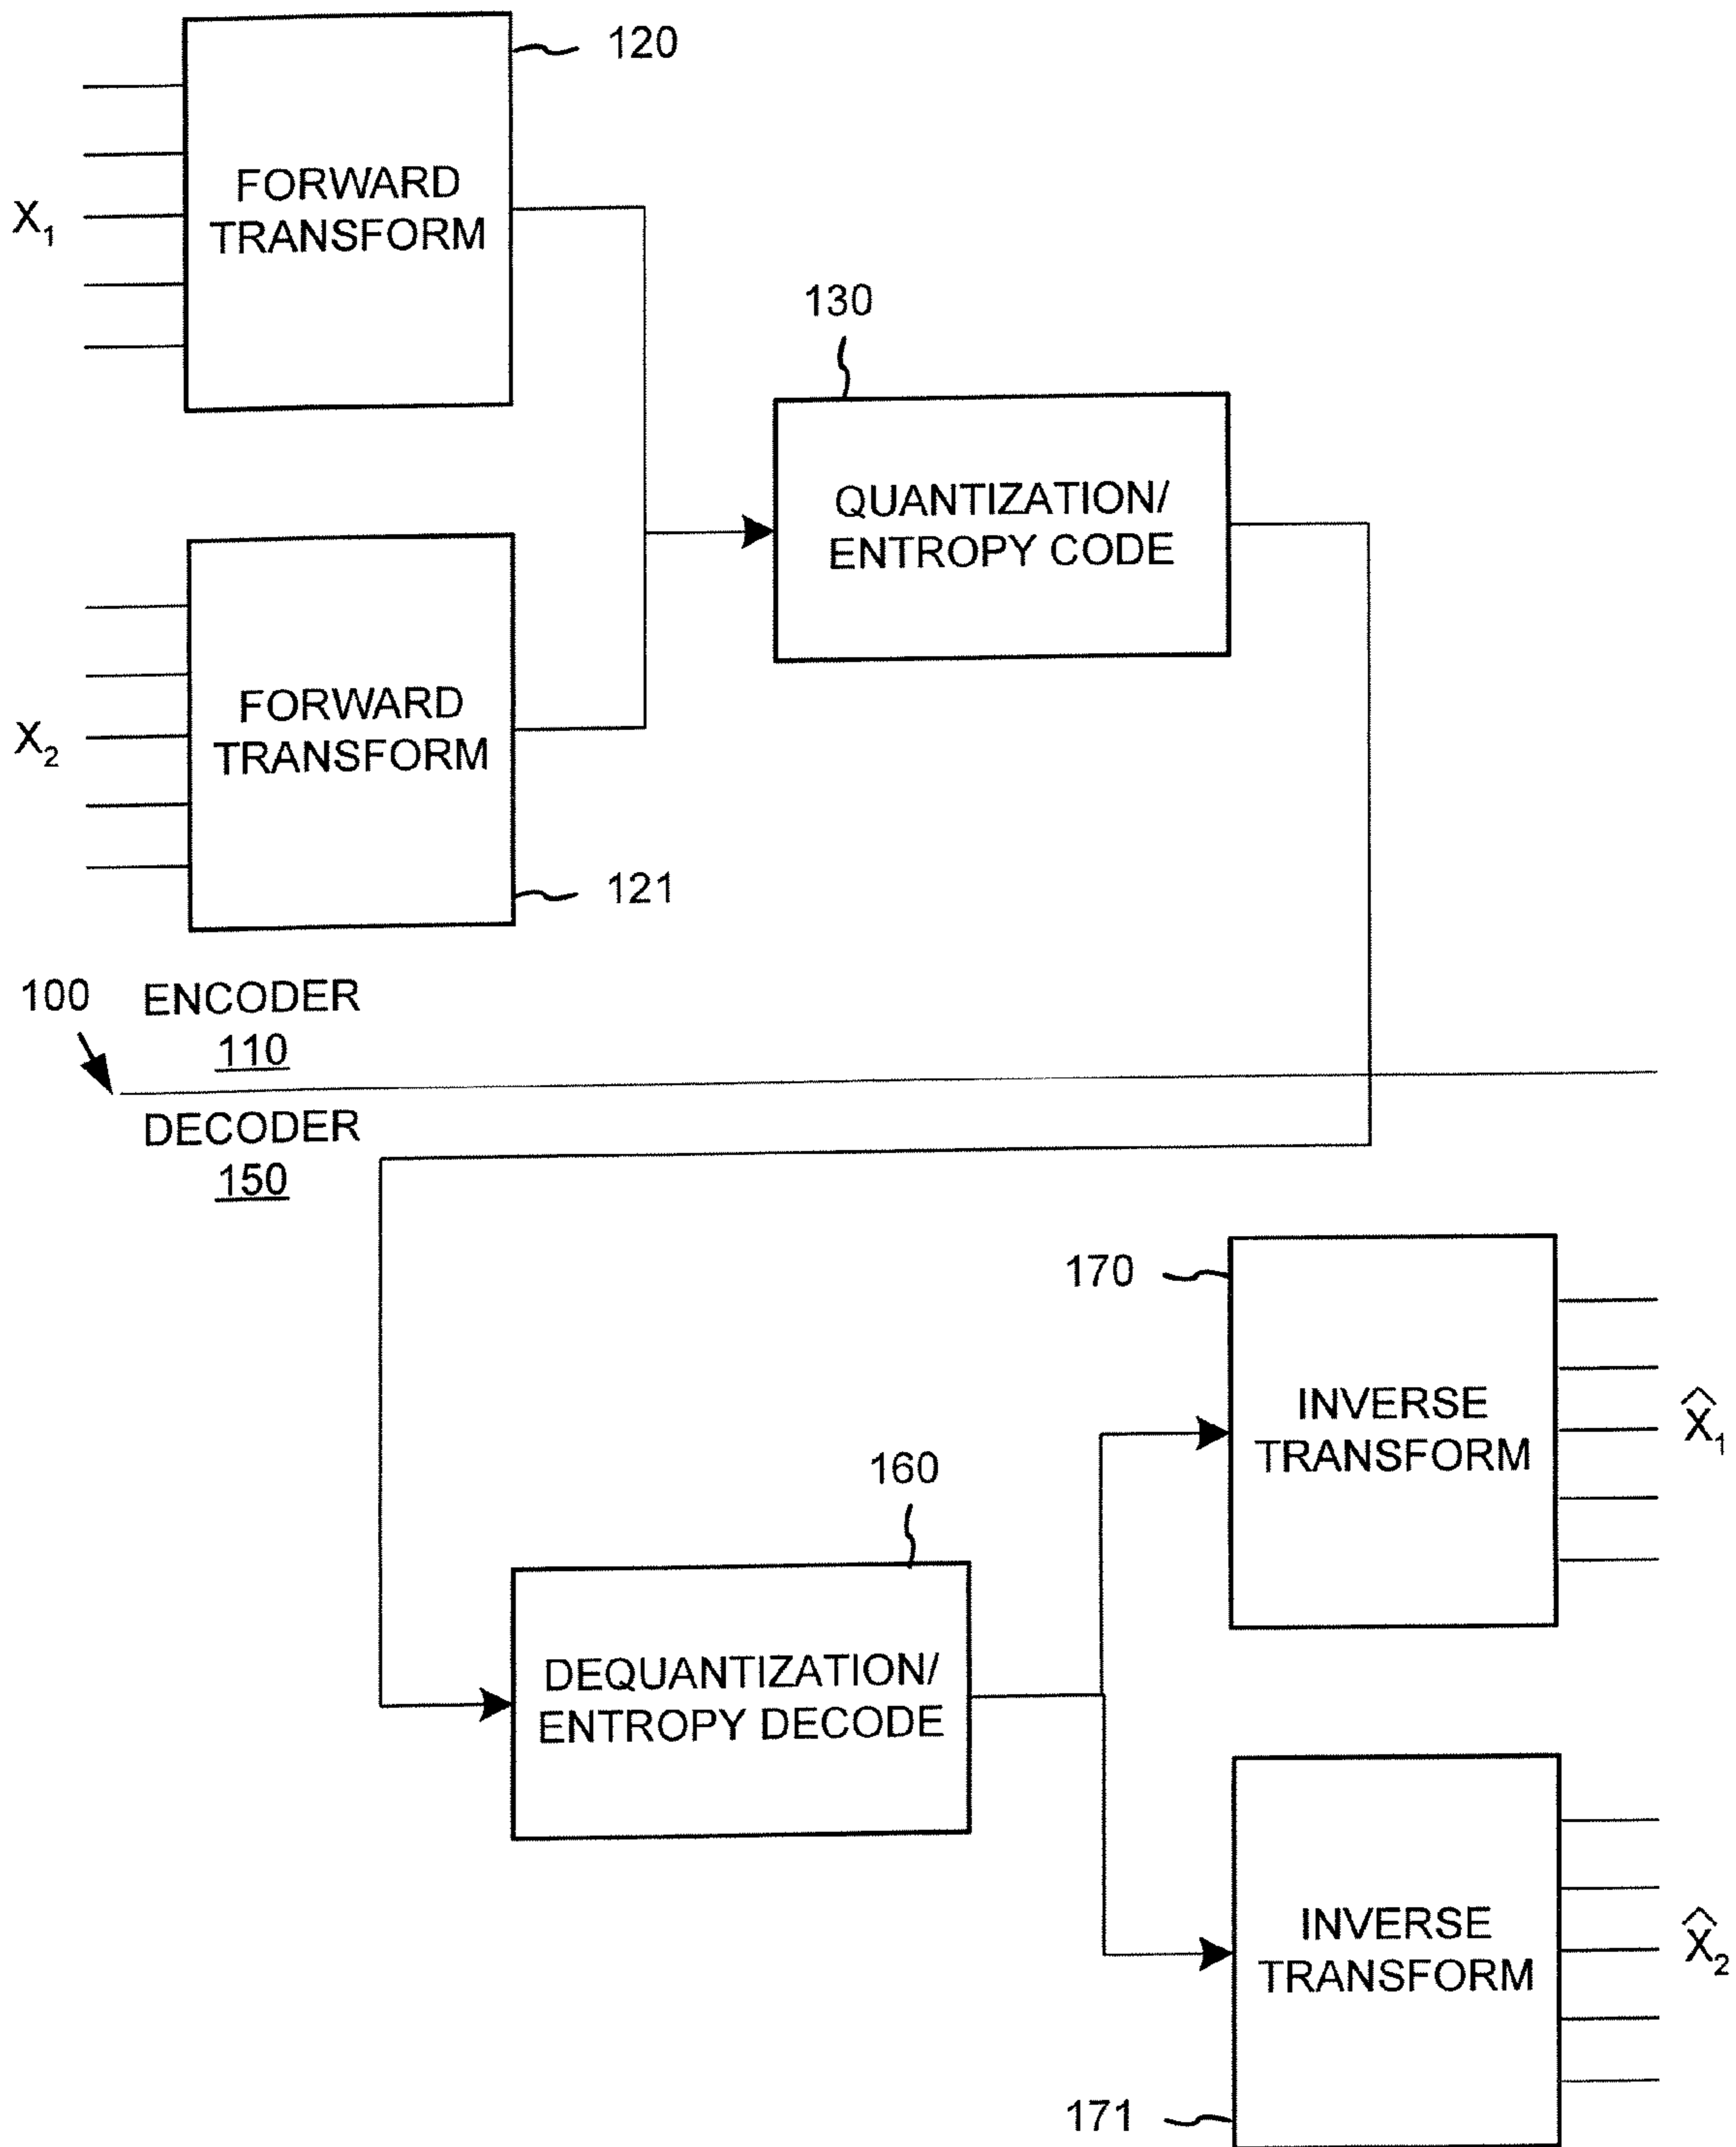 120
FORWARD
TRANSFORM
X₁
130
QUANTIZATION/
ENTROPY CODE
FORWARD
TRANSFORM
X₂
121
100
ENCODER
110
DECODER
150
170
INVERSE
TRANSFORM
X̂₁
160
DEQUANTIZATION/
ENTROPY DECODE
INVERSE
TRANSFORM
X̂₂
171